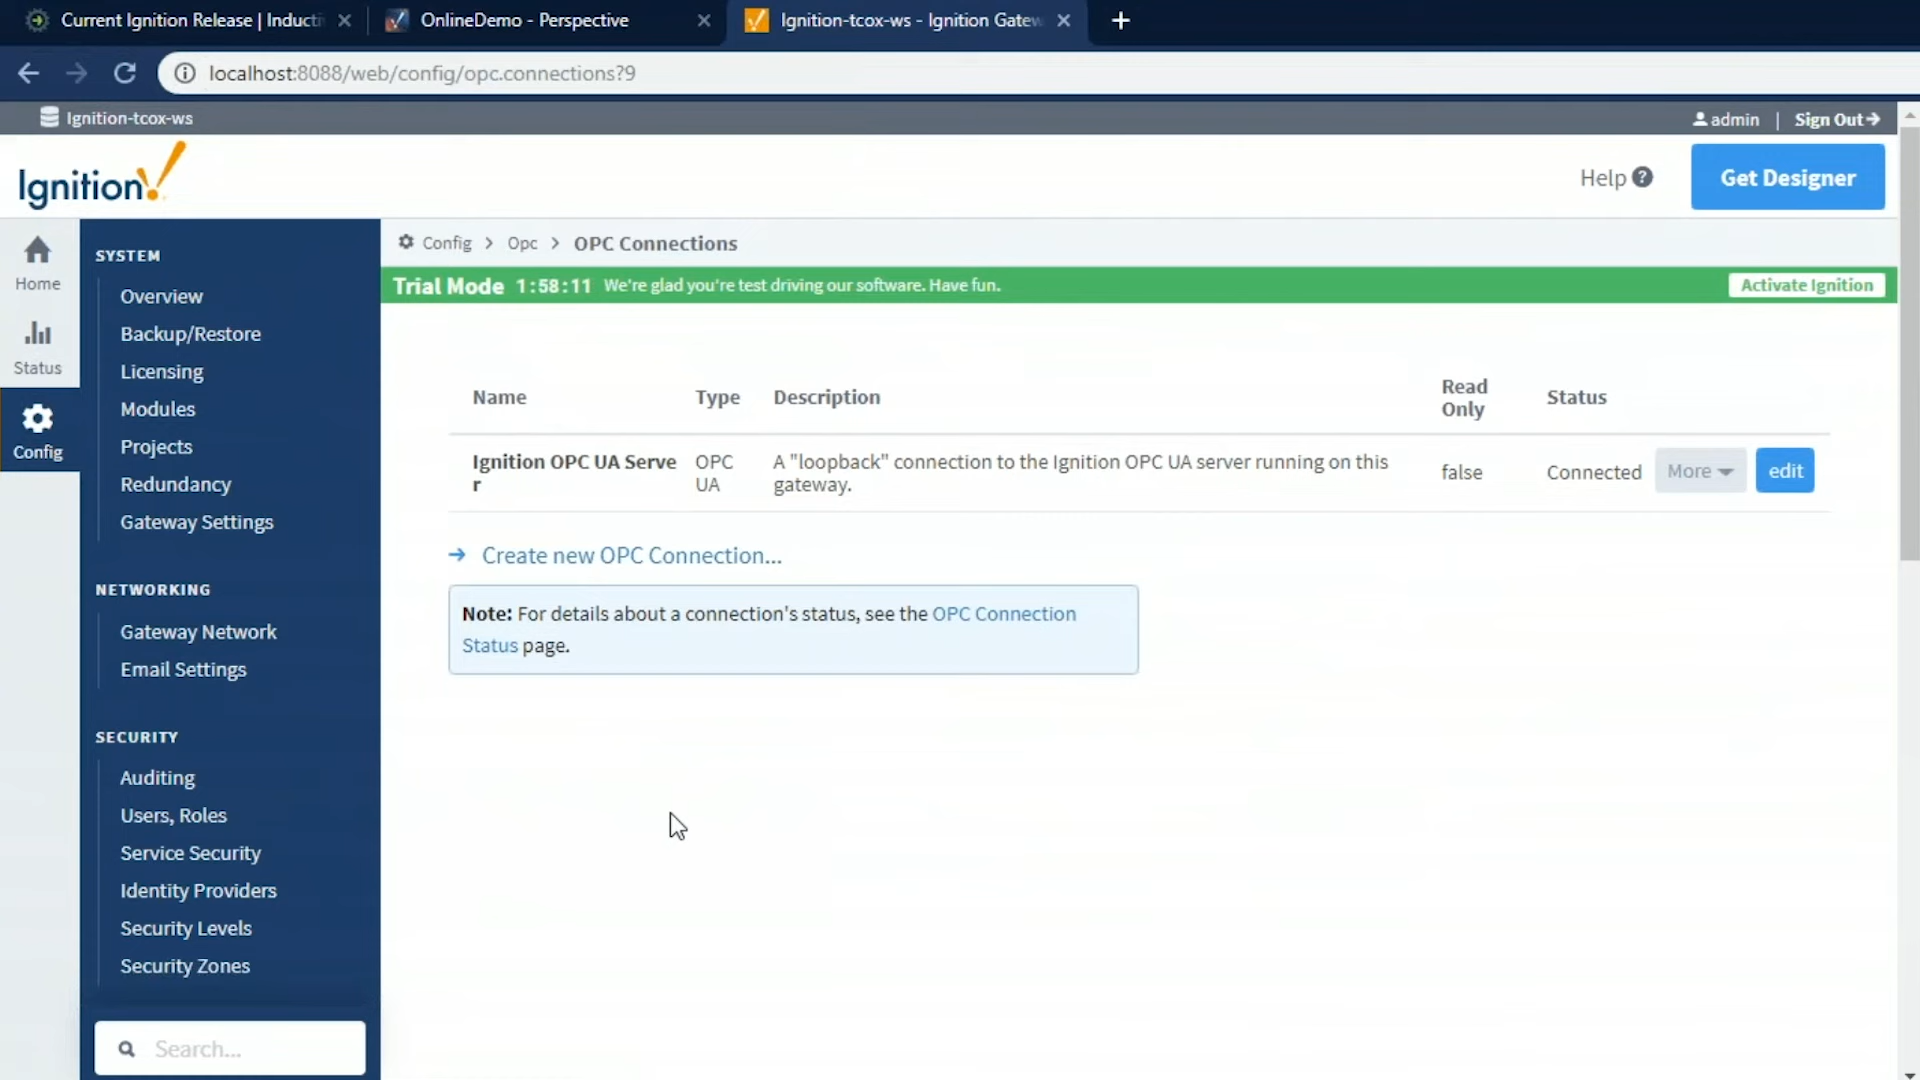 Current Ignition Release | Inducti
OnlineDemo - Perspective
Ignition-tcox-ws - Ignition Gatew
localhost:8088/web/config/opc.connections?9
Ignition-tcox-ws
admin | Sign Out
Ignition!
Help
Get Designer
Home
Status
Config
SYSTEM
Overview
Backup/Restore
Licensing
Modules
Projects
Redundancy
Gateway Settings
NETWORKING
Gateway Network
Email Settings
SECURITY
Auditing
Users, Roles
Service Security
Identity Providers
Security Levels
Security Zones
Search...
Config > Opc > OPC Connections
Trial Mode 1:58:11 We're glad you're test driving our software. Have fun.
Activate Ignition
Name Type Description Read Only Status
Ignition OPC UA Serve
r
OPC
UA
A "loopback" connection to the Ignition OPC UA server running on this
gateway.
false
Connected
More
edit
Create new OPC Connection...
Note: For details about a connection's status, see the OPC Connection
Status page.